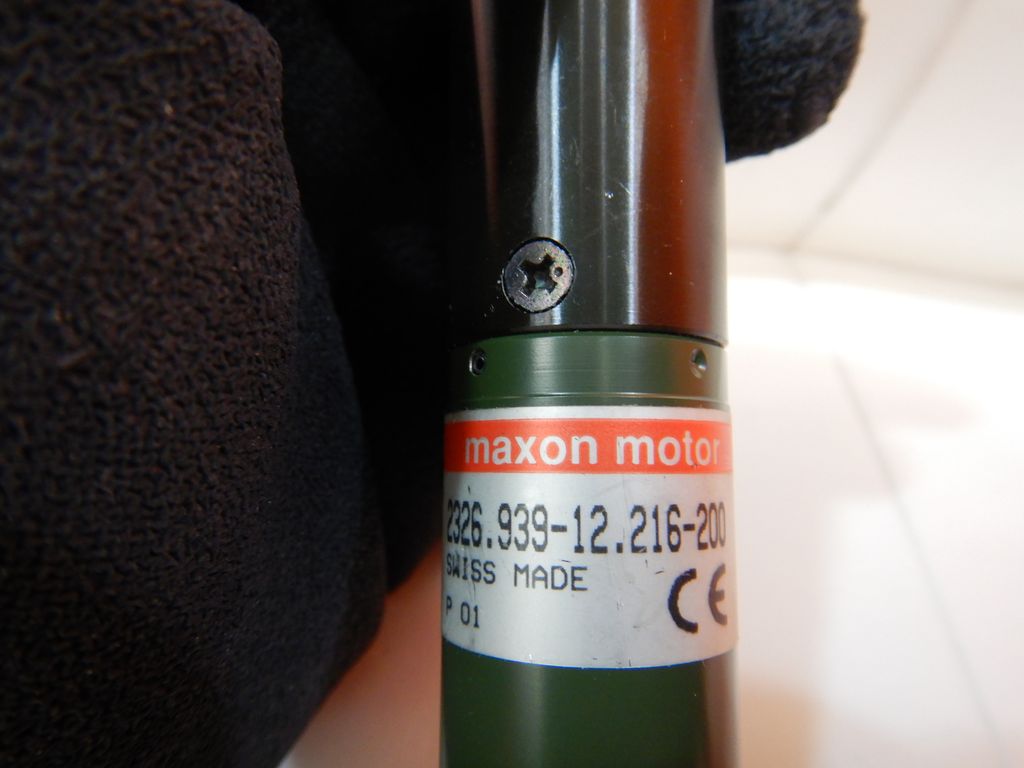 maxon motor
2326.939-12.216-200
SWISS MADE
P 01
CE